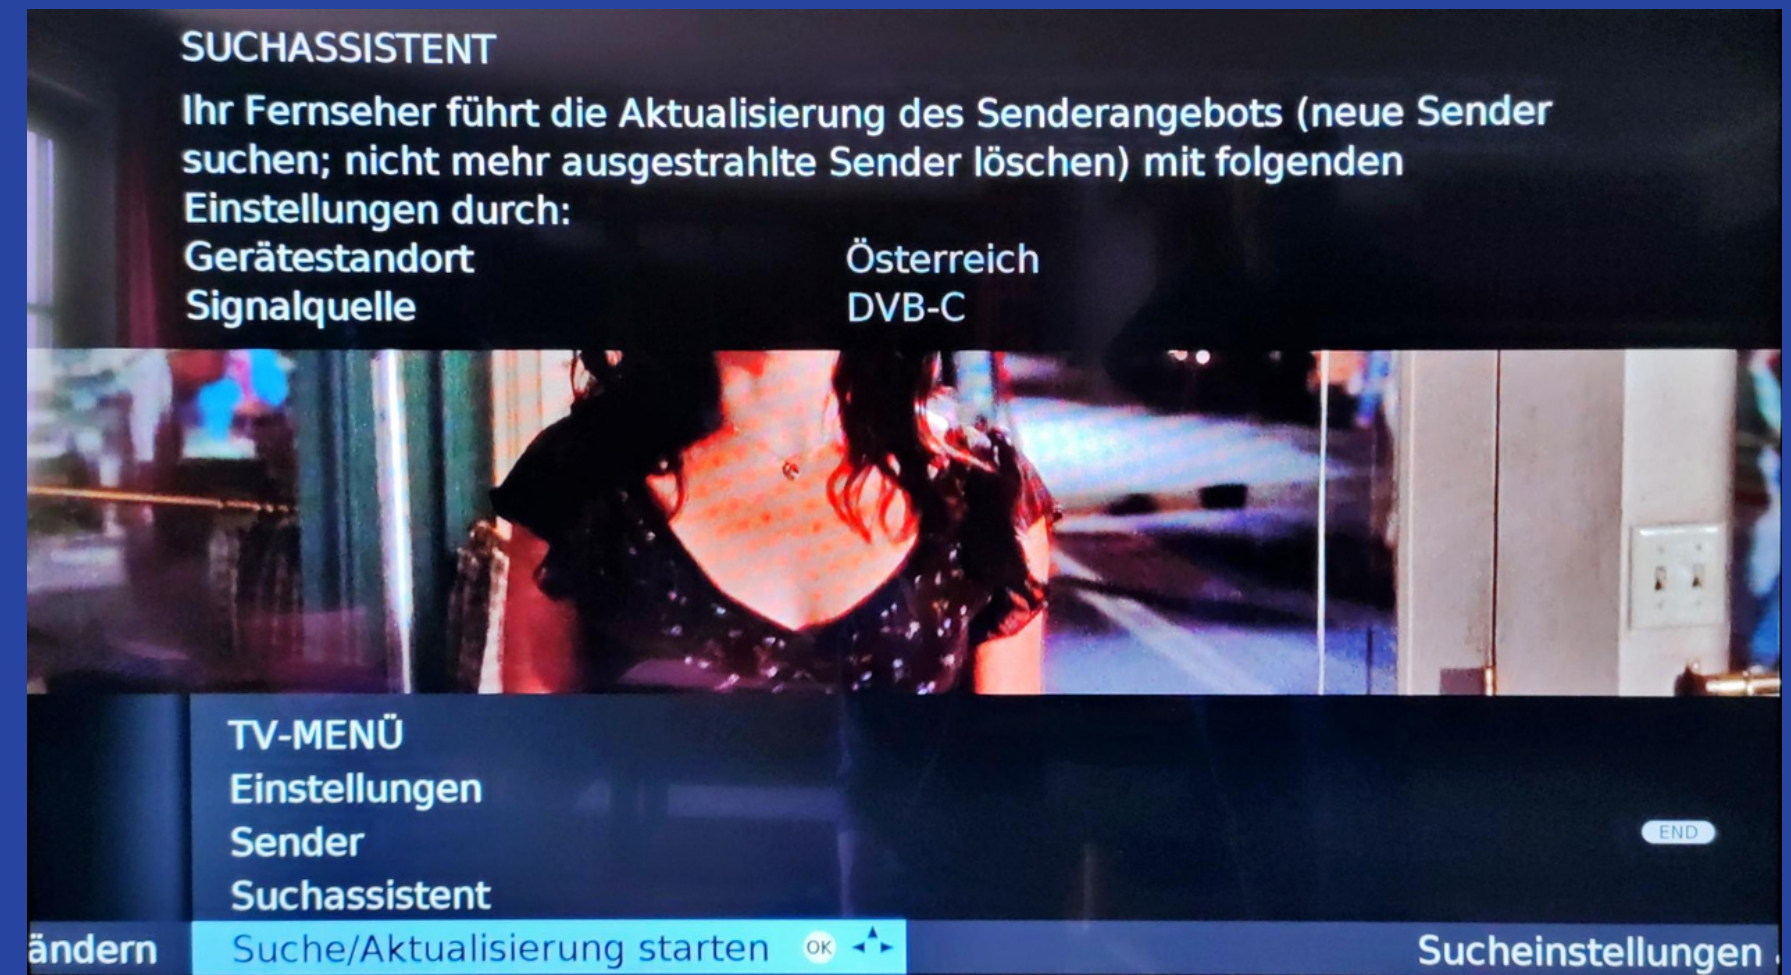 SUCHASSISTENT
Ihr Fernseher führt die Aktualisierung des Senderangebots (neue Sender
suchen; nicht mehr ausgestrahlte Sender löschen) mit folgenden
Einstellungen durch:
Gerätestandort Österreich
Signalquelle DVB-C
TV-MENÜ
Einstellungen
Sender
END
Suchassistent
ändern Suche/Aktualisierung starten OK Sucheinstellungen